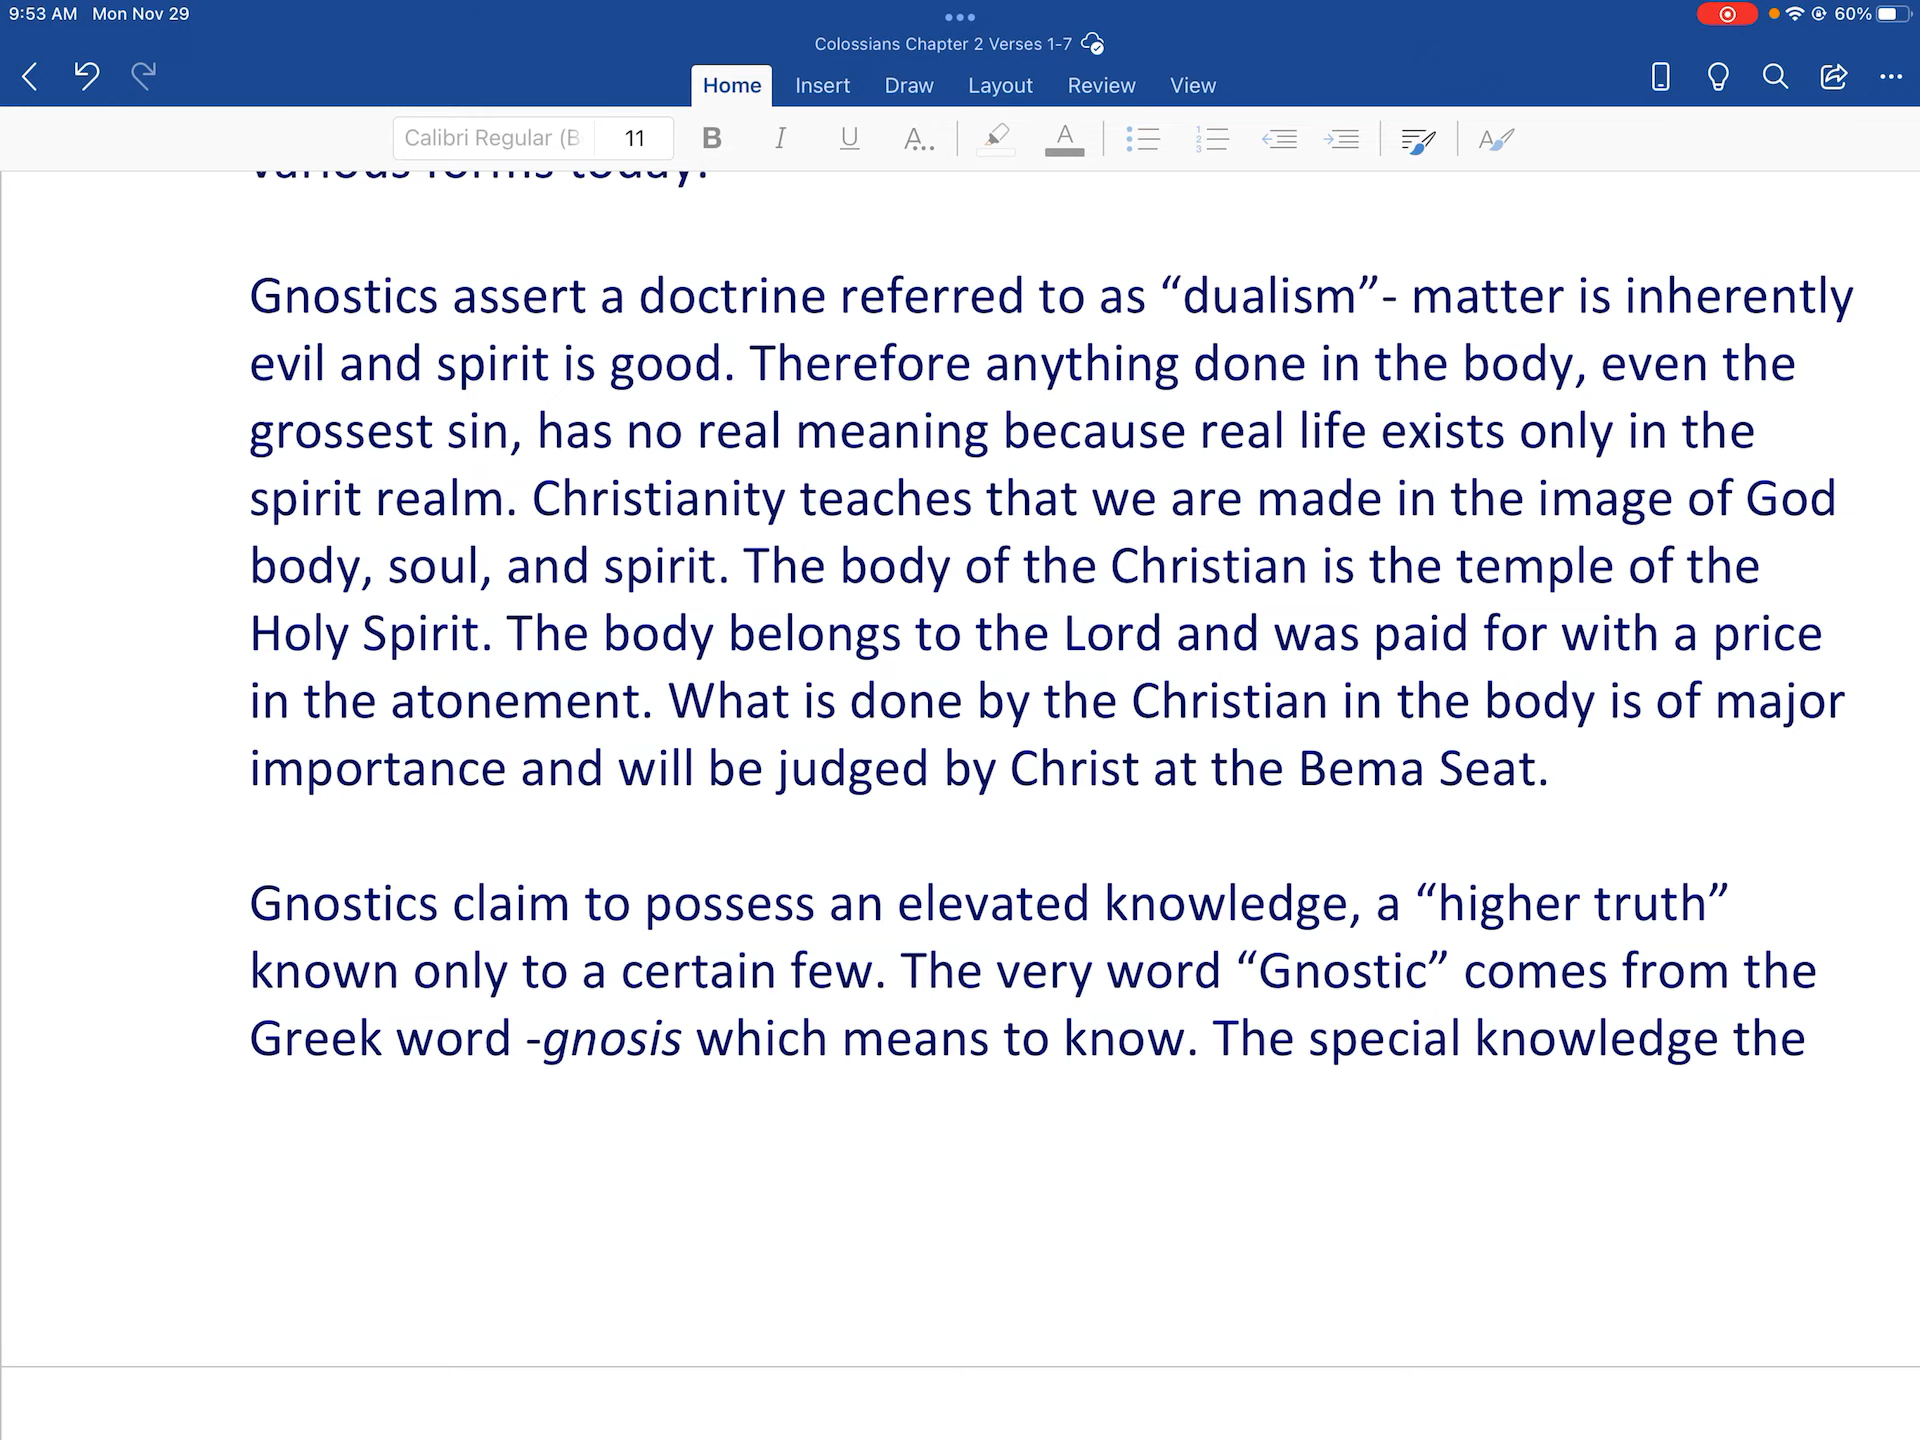 9:53 AM Mon Nov 29
60%
Colossians Chapter 2 Verses 1-7
Home Insert Draw Layout Review View
Calibri Regular (B 11 B I U A.. A
various forms today.
Gnostics assert a doctrine referred to as “dualism”- matter is inherently
evil and spirit is good. Therefore anything done in the body, even the
grossest sin, has no real meaning because real life exists only in the
spirit realm. Christianity teaches that we are made in the image of God
body, soul, and spirit. The body of the Christian is the temple of the
Holy Spirit. The body belongs to the Lord and was paid for with a price
in the atonement. What is done by the Christian in the body is of major
importance and will be judged by Christ at the Bema Seat.
Gnostics claim to possess an elevated knowledge, a “higher truth”
known only to a certain few. The very word “Gnostic” comes from the
Greek word -gnosis which means to know. The special knowledge the